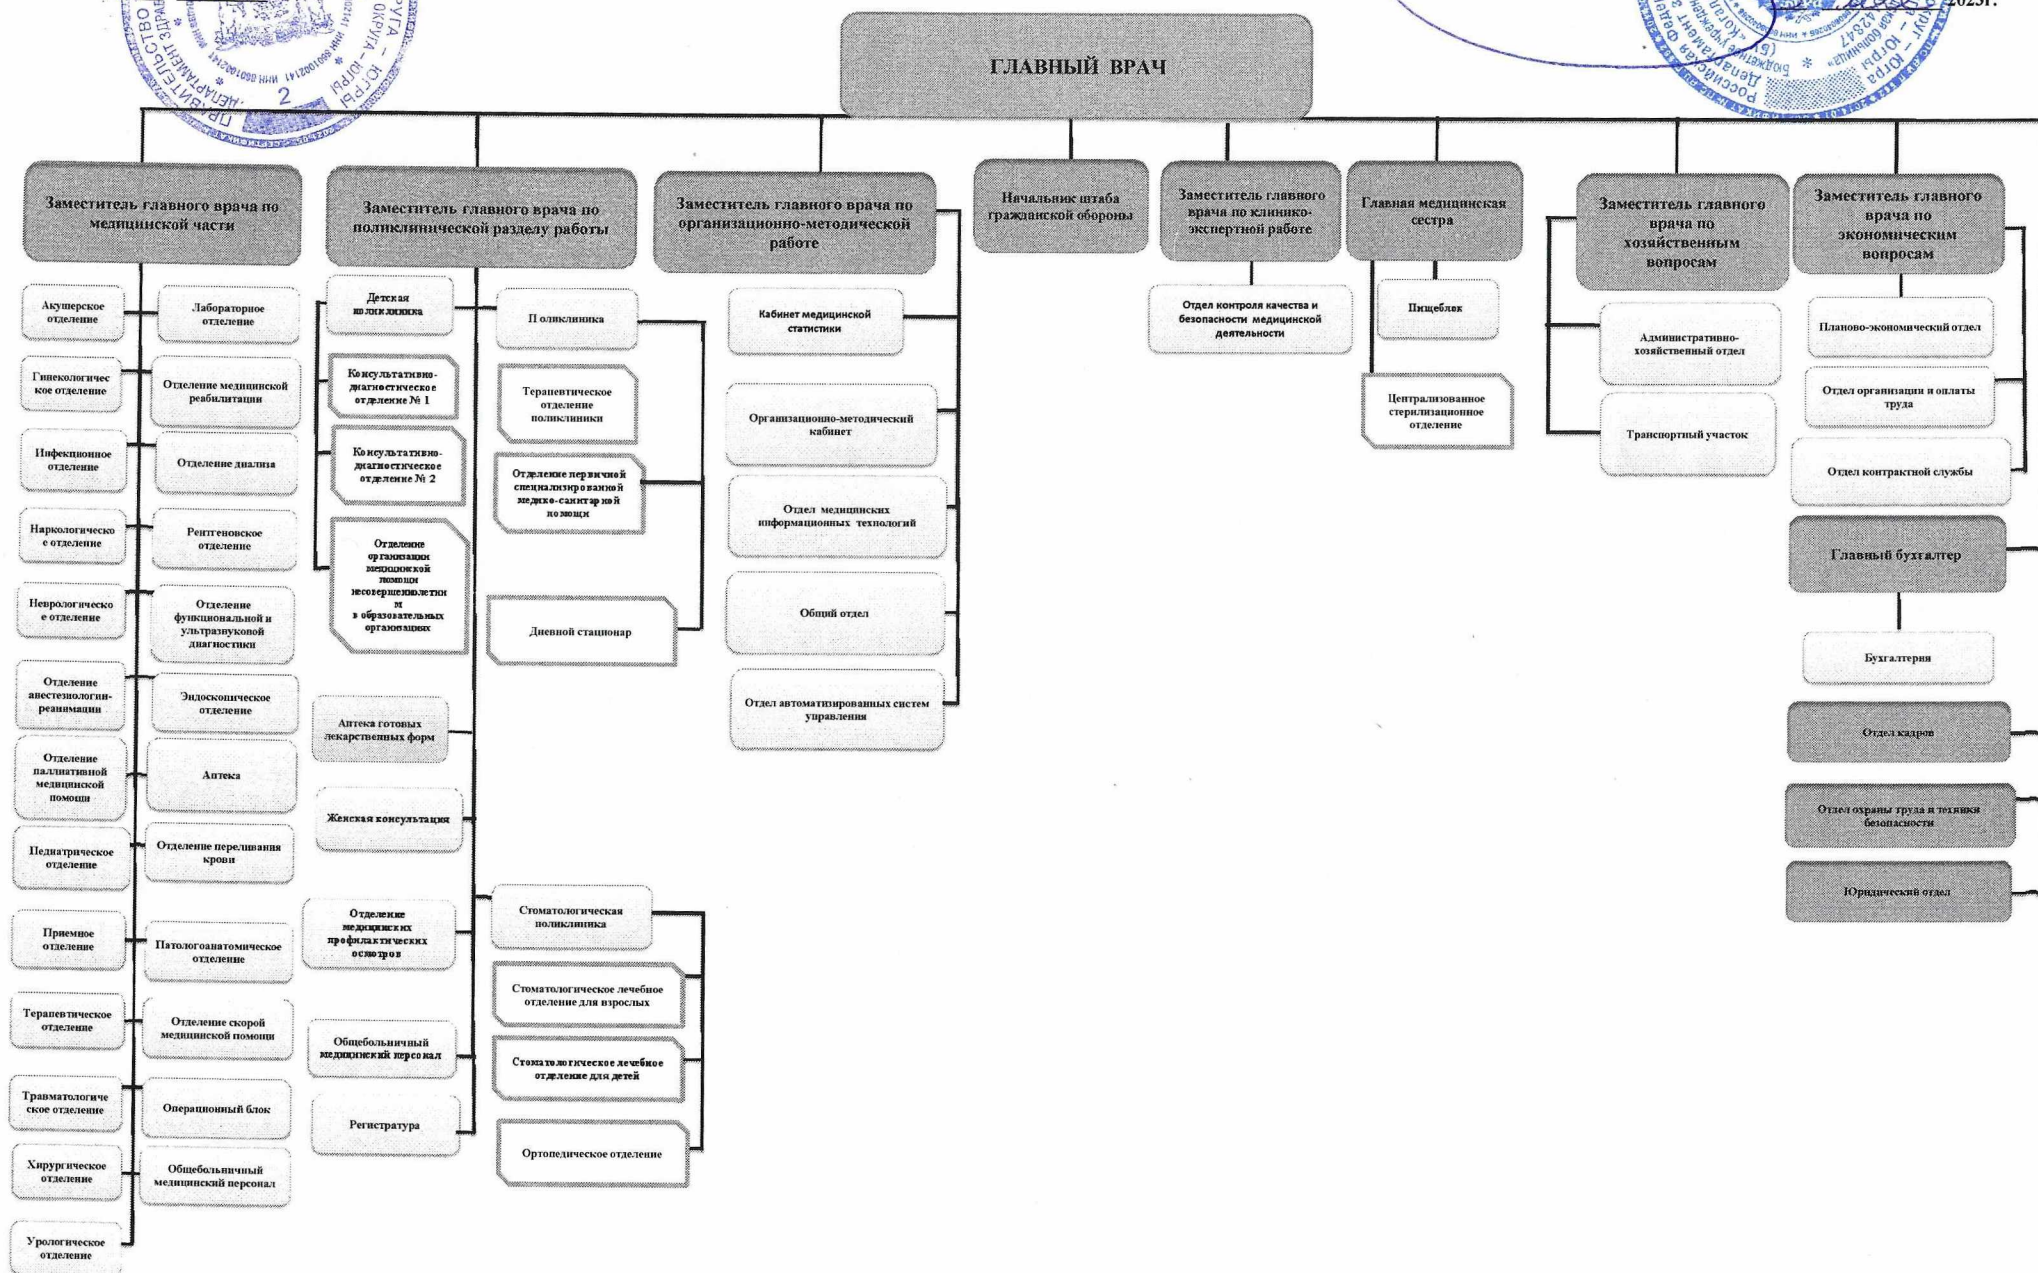 2023г.
ГЛАВНЫЙ ВРАЧ
Заместитель главного врача по
медицинской части
Заместитель главного врача по
поликлинической разделу работы
Заместитель главного врача по
организационно-методической
работе
Начальник штаба
гражданской обороны
Заместитель главного
врача по клинико-
экспертной работе
Главная медицинская
сестра
Заместитель главного
врача по
хозяйственным
вопросам
Заместитель главного
врача по
экономическим
вопросам
Акушерское
отделение
Гинекологичес
кое отделение
Инфекционное
отделение
Наркологическо
е отделение
Неврологическо
е отделение
Отделение
анестезиологии-
реанимации
Отделение
паллиативной
медицинской
помощи
Педиатрическое
отделение
Приемное
отделение
Терапевтическое
отделение
Травматологиче
ское отделение
Хирургическое
отделение
Урологическое
отделение
Лабораторное
отделение
Отделение медицинской
реабилитации
Отделение диализа
Рентгеновское
отделение
Отделение
функциональной и
ультразвуковой
диагностики
Эндоскопическое
отделение
Аптека
Отделение переливания
крови
Патологоанатомическое
отделение
Отделение скорой
медицинской помощи
Операционный блок
Общебольничный
медицинский персонал
Детская
поликлиника
Консультативно-
диагностическое
отделение № 1
Консультативно-
диагностическое
отделение № 2
Отделение
организации
медицинской
помощи
несовершеннолетни
м
в образовательных
организациях
Аптека готовых
лекарственных форм
Женская консультация
Отделение
медицинских
профилактических
осмотров
Общебольничный
медицинский персонал
Регистратура
П оликлиника
Терапевтическое
отделение
поликлиники
Отделение первичной
специализированной
медико-санитарной
помощи
Дневной стационар
Стоматологическая
поликлиника
Стоматологическое лечебное
отделение для взрослых
Стоматологическое лечебное
отделение для детей
Ортопедическое отделение
Кабинет медицинской
статистики
Организационно-методический
кабинет
Отдел медицинских
информационных технологий
Общий отдел
Отдел автоматизированных систем
управления
Отдел контроля качества и
безопасности медицинской
деятельности
Пищеблок
Централизованное
стерилизационное
отделение
Административно-
хозяйственный отдел
Транспортный участок
Планово-экономический отдел
Отдел организации и оплаты
труда
Отдел контрактной службы
Главный бухгалтер
Бухгалтерия
Отдел кадров
Отдел охраны труда и техники
безопасности
Юридический отдел